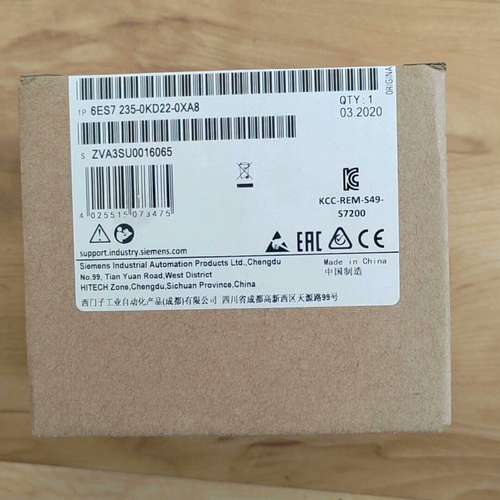 1P 6ES7 235-0KD22-0XA8
QTY: 1
03.2020
ORIGINA
S ZVA3SU0016065
4 025515 073475
KCC-REM-S49-
S7200
support.industry.siemens.com
EAC
CE
Siemens Industrial Automation Products Ltd.,Chengdu
No.99, Tian Yuan Road,West District
HITECH Zone,Chengdu,Sichuan Province,China
Made in China
中国制造
西门子工业自动化产品(成都)有限公司 四川省成都高新西区天源路99号